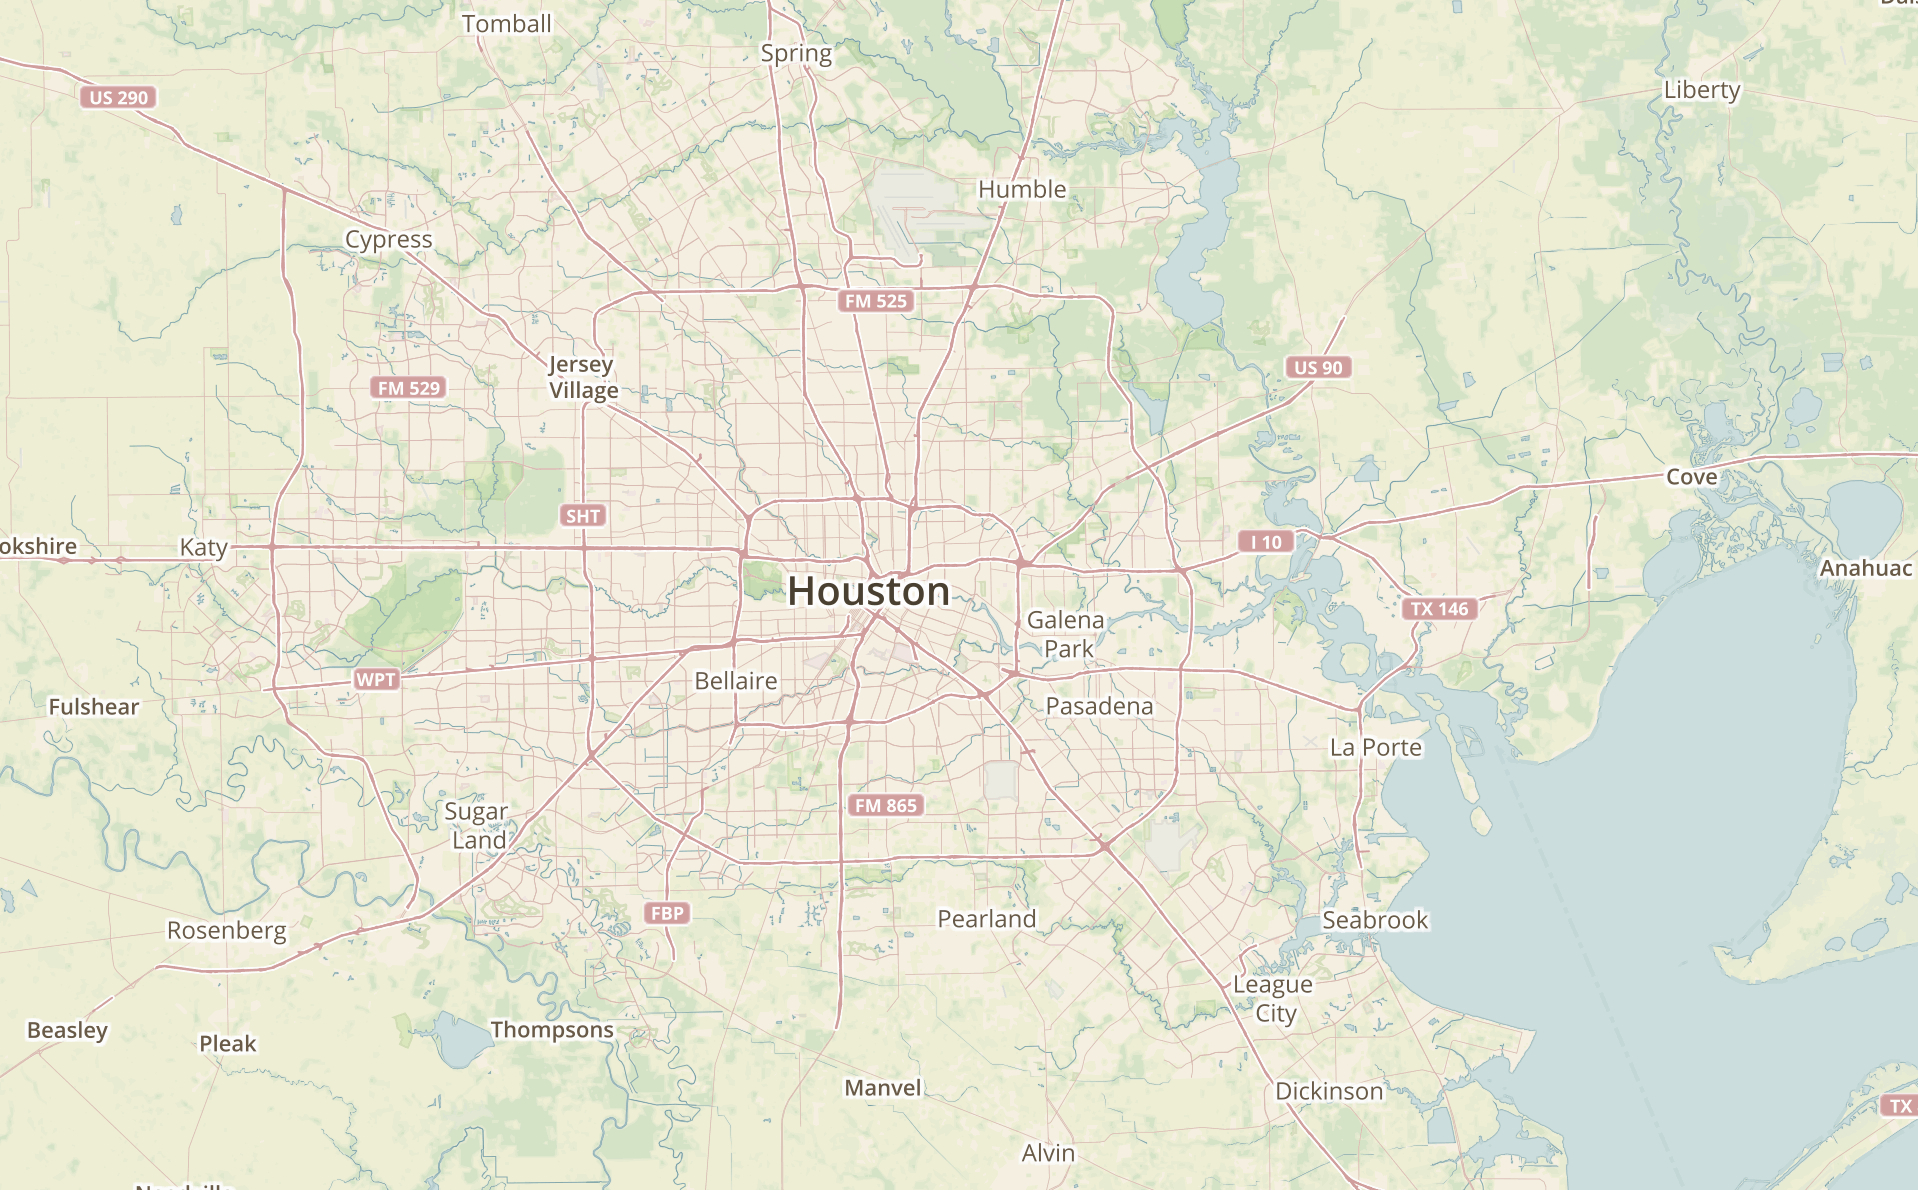 Tomball
Spring
Liberty
US 290
Humble
Cypress
FM 525
Jersey
Village
US 90
FM 529
Cove
SHT
I 10
okshire
Katy
Anahuac
Houston
TX 146
Galena
Park
WPT
Bellaire
Fulshear
Pasadena
La Porte
FM 865
Sugar
Land
FBP
Pearland
Seabrook
Rosenberg
League
City
Beasley
Thompsons
Pleak
Manvel
Dickinson
TX
Alvin